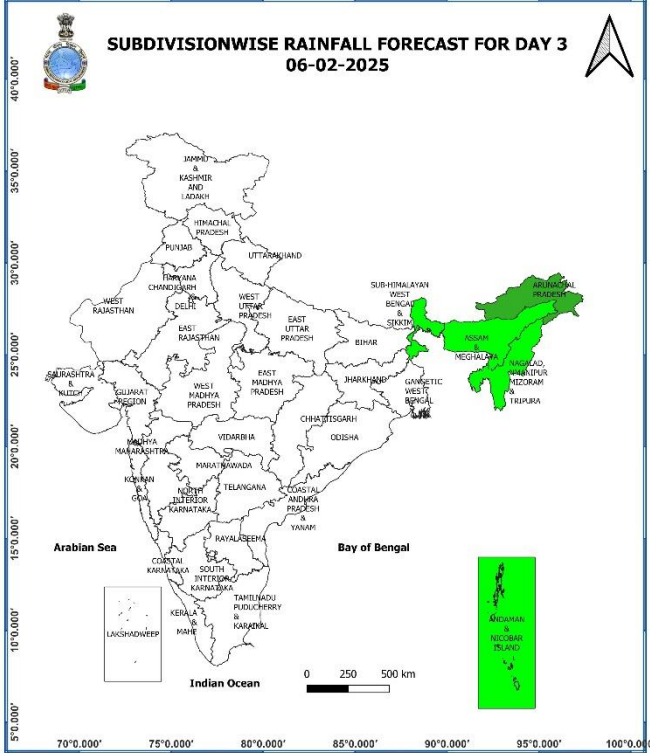 SUBDIVISIONWISE RAINFALL FORECAST FOR DAY 3
06-02-2025
40°0.000'
35°0.000'
30°0.000'
25°0.000'
20°0.000'
15°0.000'
10°0.000'
5°0.000'
JAMMU
&
KASHMIR
AND
LADAKH
HIMACHAL
PRADESH
PUNJAB
UTTARAKHAND
HARYANA
CHANDIGARH
DELHI
WEST
RAJASTHAN
WEST
UTTAR
PRADESH
EAST
RAJASTHAN
EAST
UTTAR
PRADESH
SUB-HIMALAYAN
WEST
BENGAL
&
SIKKIM
ARUNACHAL
PRADESH
BIHAR
ASSAM
&
MEGHALAYA
NAGALAD,
MANIPUR
MIZORAM
&
TRIPURA
SAURASHTRA
&
KUTCH
GUJARAT
REGION
WEST
MADHYA
PRADESH
EAST
MADHYA
PRADESH
JHARKHAND
GANGETIC
WEST
BENGAL
CHHATTISGARH
ODISHA
VIDARBHA
MADHYA
MAHARASHTRA
MARATHAWADA
TELANGANA
KONKAN
&
GOA
NORTH
INTERIOR
KARNATAKA
COASTAL
ANDHRA
PRADESH
&
YANAM
RAYALASEEMA
Arabian Sea
Bay of Bengal
COASTAL
KARNATAKA
SOUTH
INTERIOR
KARNATAKA
TAMILNADU
PUDUCHERRY
&
KARAIKAL
KERALA
&
MAHE
LAKSHADWEEP
ANDAMAN
&
NICOBAR
ISLAND
Indian Ocean
0 250 500 km
70°0.000' 75°0.000' 80°0.000' 85°0.000' 90°0.000' 95°0.000' 100°0.00